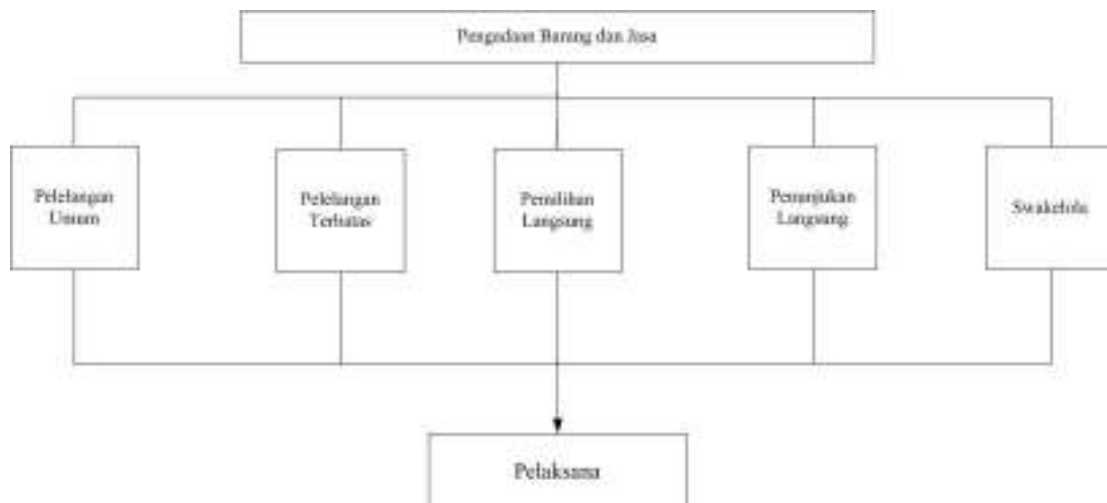 Pengadaan Barang dan Jasa
Pelelangan
Umum
Pelelangan
Terbatas
Pemilihan
Langsung
Penunjukan
Langsung
Swakelola
Pelaksana